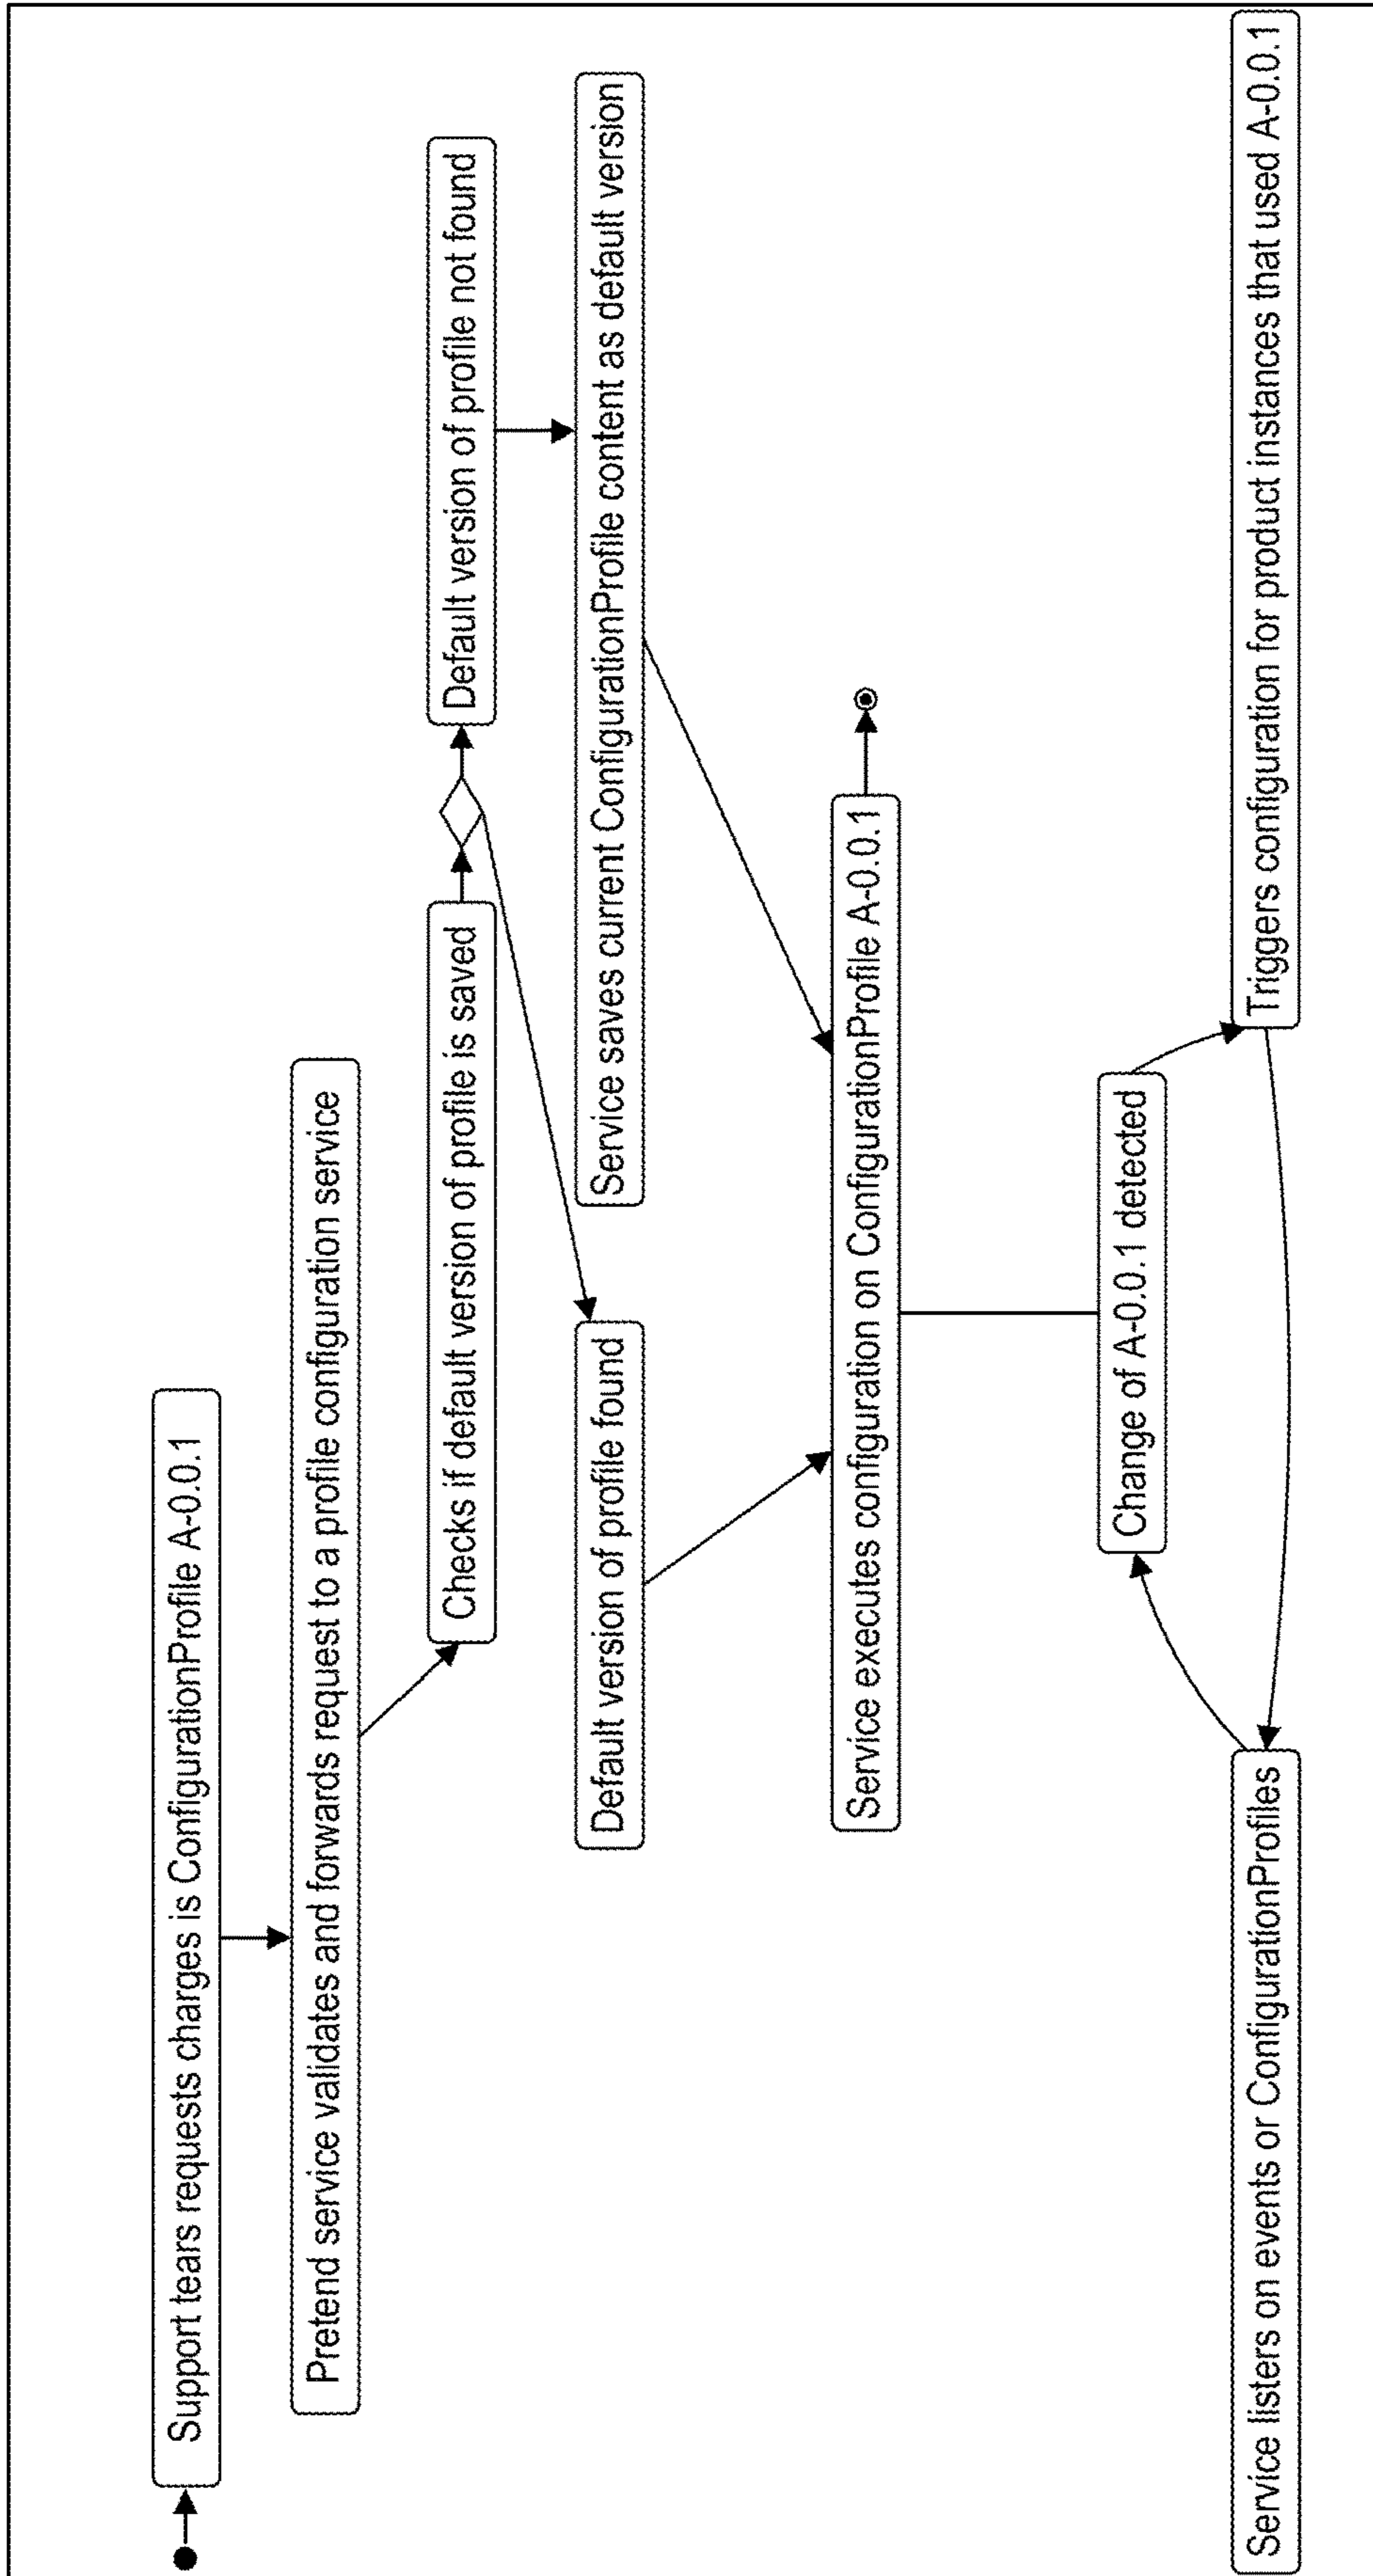 Support tears requests charges is ConfigurationProfile A-0.0.1
Pretend service validates and forwards request to a profile configuration service
Checks if default version of profile is saved
Default version of profile not found
Default version of profile found
Service saves current ConfigurationProfile content as default version
Service executes configuration on ConfigurationProfile A-0.0.1
Change of A-0.0.1 detected
Service listers on events or ConfigurationProfiles
Triggers configuration for product instances that used A-0.0.1